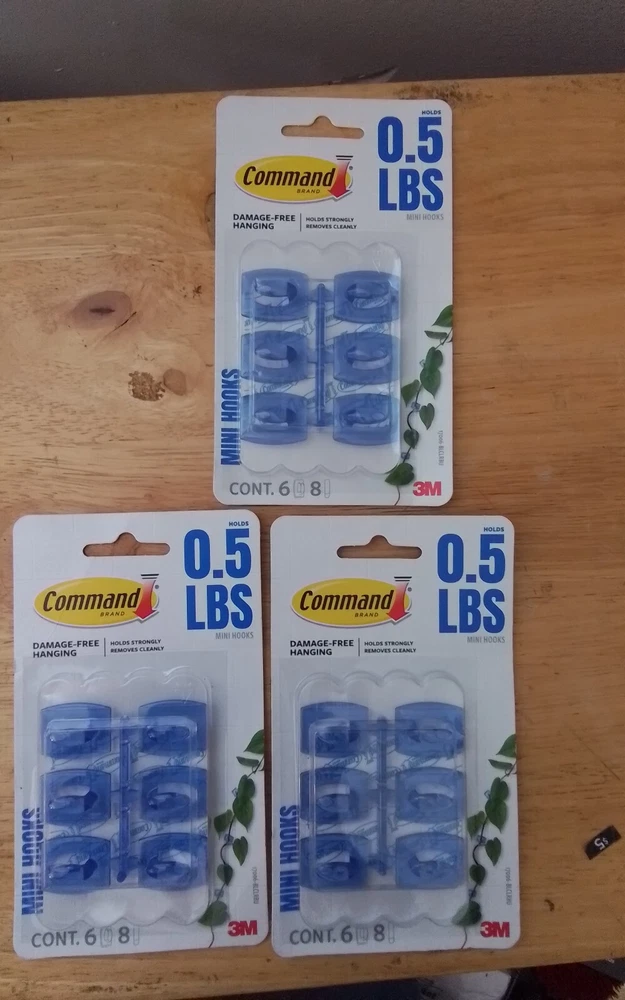 HOLDS
0.5
LBS
MINI HOOKS
Command
BRAND
DAMAGE-FREE
HANGING
HOLDS STRONGLY
REMOVES CLEANLY
MINI HOOKS
CONT. 6 8
3M
HOLDS
0.5
LBS
MINI HOOKS
Command
BRAND
DAMAGE-FREE
HANGING
HOLDS STRONGLY
REMOVES CLEANLY
MINI HOOKS
CONT. 6 8
3M
HOLDS
0.5
LBS
MINI HOOKS
Command
BRAND
DAMAGE-FREE
HANGING
HOLDS STRONGLY
REMOVES CLEANLY
MINI HOOKS
CONT. 6 8
3M
$5